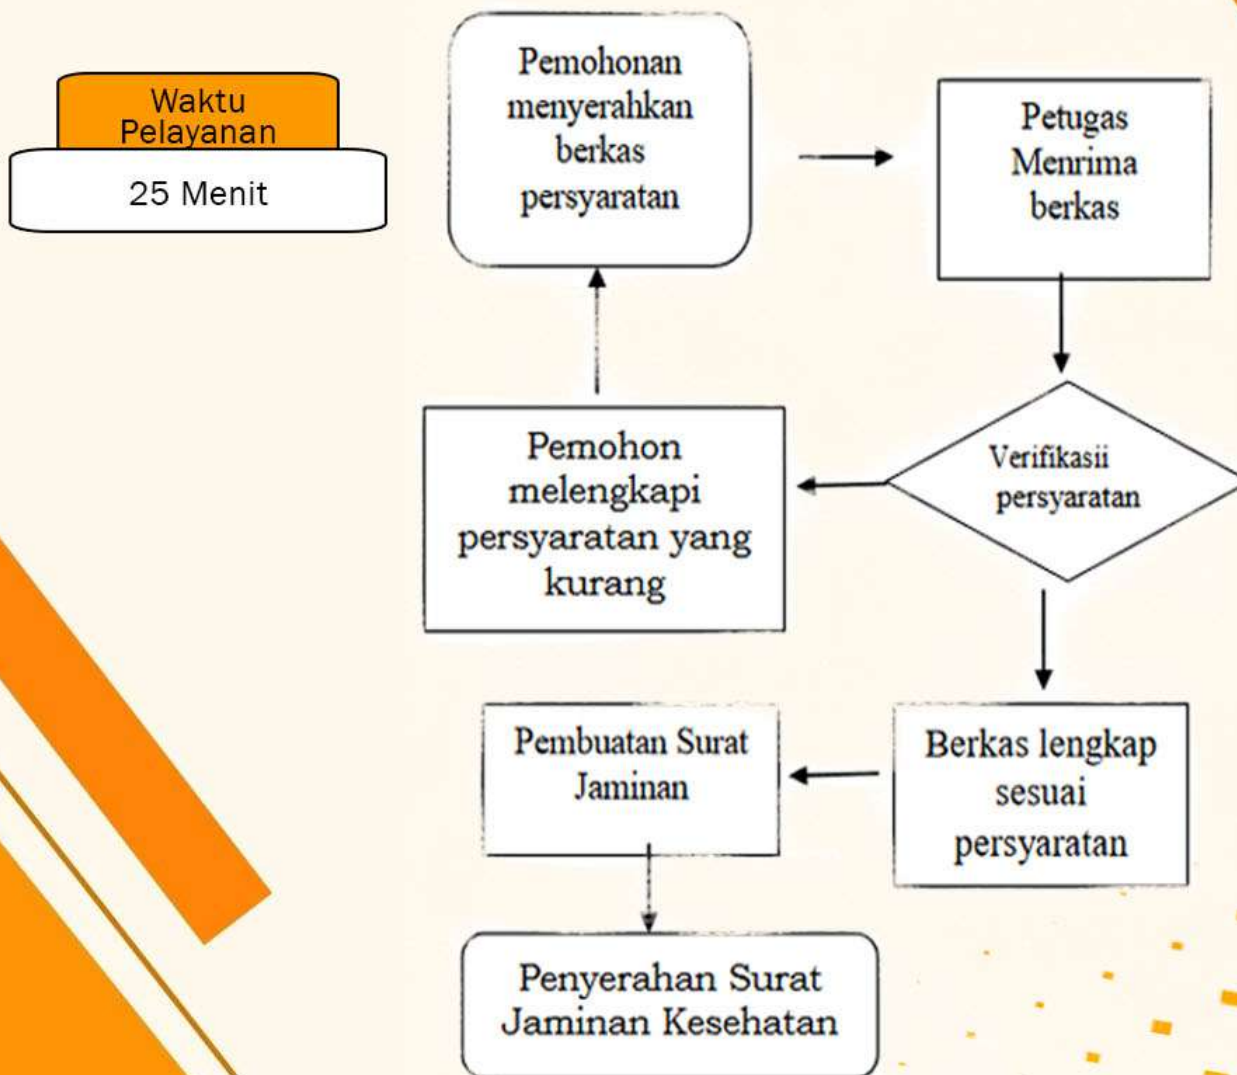 Waktu
Pelayanan
25 Menit
Pemohonan
menyerahkan
berkas
persyaratan
Petugas
Menrima
berkas
Verifikasii
persyaratan
Pemohon
melengkapi
persyaratan yang
kurang
Berkas lengkap
sesuai
persyaratan
Pembuatan Surat
Jaminan
Penyerahan Surat
Jaminan Kesehatan